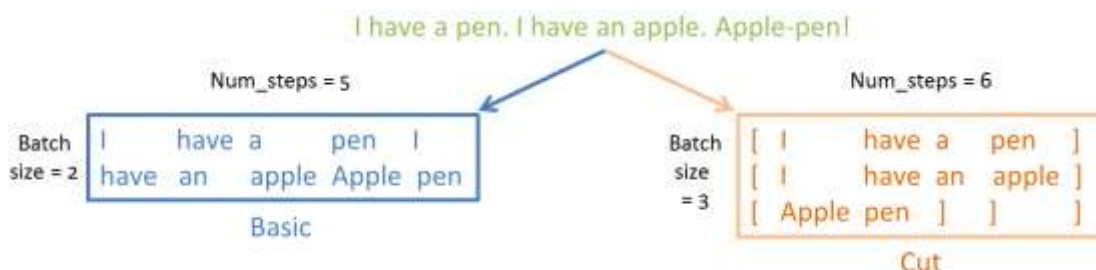 I have a pen. I have an apple. Apple-pen!
Num_steps = 5
Batch size = 2
I have a pen I
have an apple Apple pen
Basic
Num_steps = 6
Batch size = 3
[ I have a pen ]
[ I have an apple ]
[ Apple pen ] ] ]
Cut